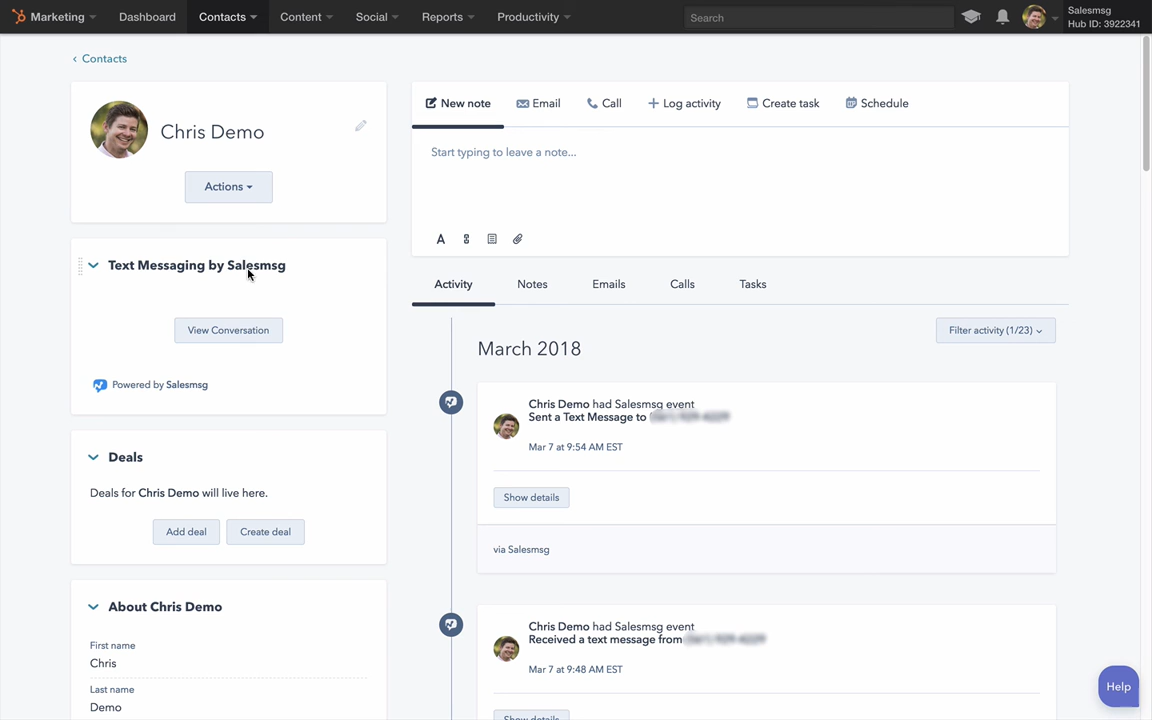 Marketing
Dashboard
Contacts
Content
Social
Reports
Productivity
Search
Salesmsg
Hub ID: 3922341
Contacts
Chris Demo
Actions
Text Messaging by Salesmsg
View Conversation
Powered by Salesmsg
Deals
Deals for Chris Demo will live here.
Add deal
Create deal
About Chris Demo
First name
Chris
Last name
Demo
New note
Email
Call
Log activity
Create task
Schedule
Start typing to leave a note...
Activity
Notes
Emails
Calls
Tasks
Filter activity (1/23)
March 2018
Chris Demo had Salesmsg event
Sent a Text Message to
Mar 7 at 9:54 AM EST
Show details
via Salesmsg
Chris Demo had Salesmsg event
Received a text message from
Mar 7 at 9:48 AM EST
Show details
Help